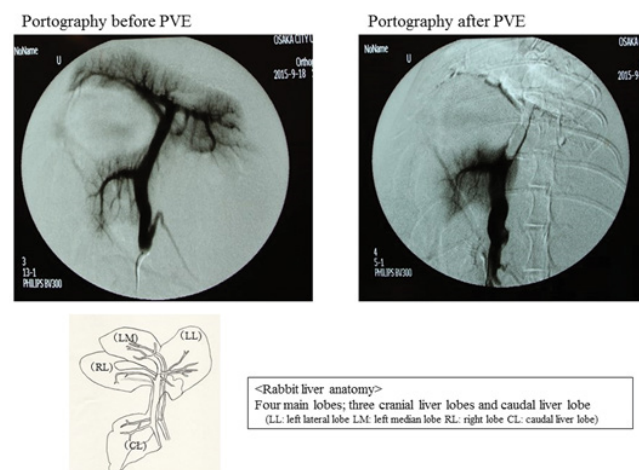 Portography before PVE
Portography after PVE
NoName
U
OSAKA CITY U
Orthop
2015-9-18
3
13-1
PHILIPS BV300
NoName
U
OSAKA
O
2015-9-18
4
5-1
PHILIPS BV300
(LM)
(LL)
(RL)
(CL)
<Rabbit liver anatomy>
Four main lobes; three cranial liver lobes and caudal liver lobe
(LL: left lateral lobe LM: left median lobe RL: right lobe CL: caudal liver lobe)